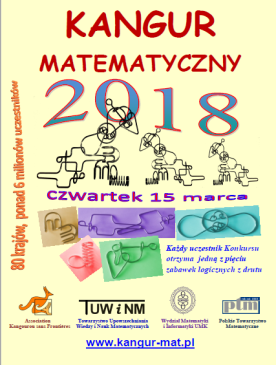 KANGUR
MATEMATYCZNY
2018
czwartek 15 marca
80 krajów, ponad 6 milionów uczestników
Każdy uczestnik Konkursu
otrzyma jedną z pięciu
zabawek logicznych z drutu
Association
Kangourou sans Frontières
TUW i NM
Towarzystwo Upowszechniania
Wiedzy i Nauk Matematycznych
Wydział Matematyki
i Informatyki UMK
ptm
Polskie Towarzystwo
Matematyczne
www.kangur-mat.pl